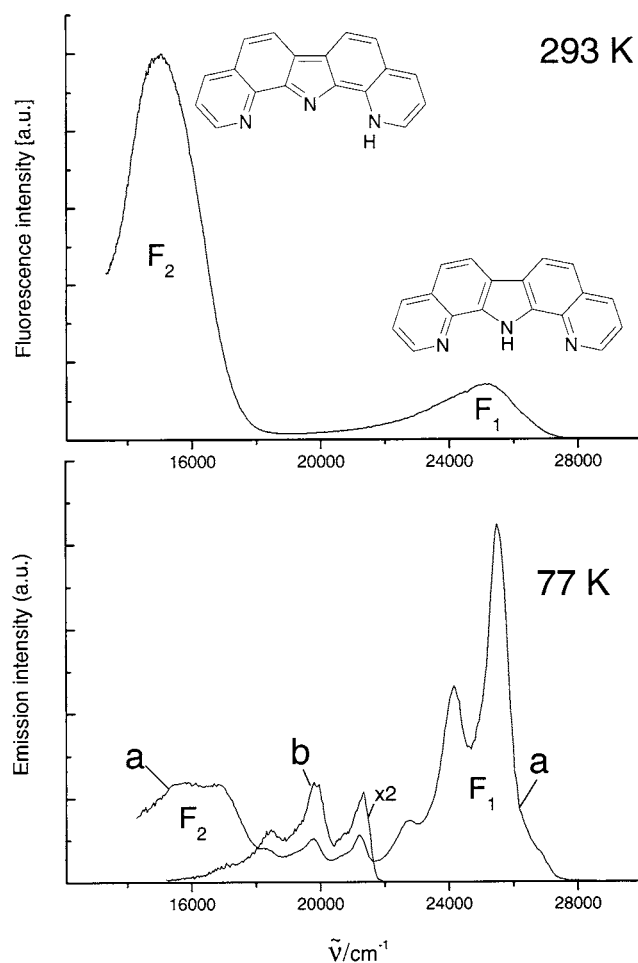 293 K
N
N
N
H
F2
N
N
H
N
F1
Fluorescence intensity [a.u.]
16000 20000 24000 28000
77 K
a
b
x2
a
F2
F1
Emission intensity (a.u.)
16000 20000 24000 28000
ν̃/cm-1